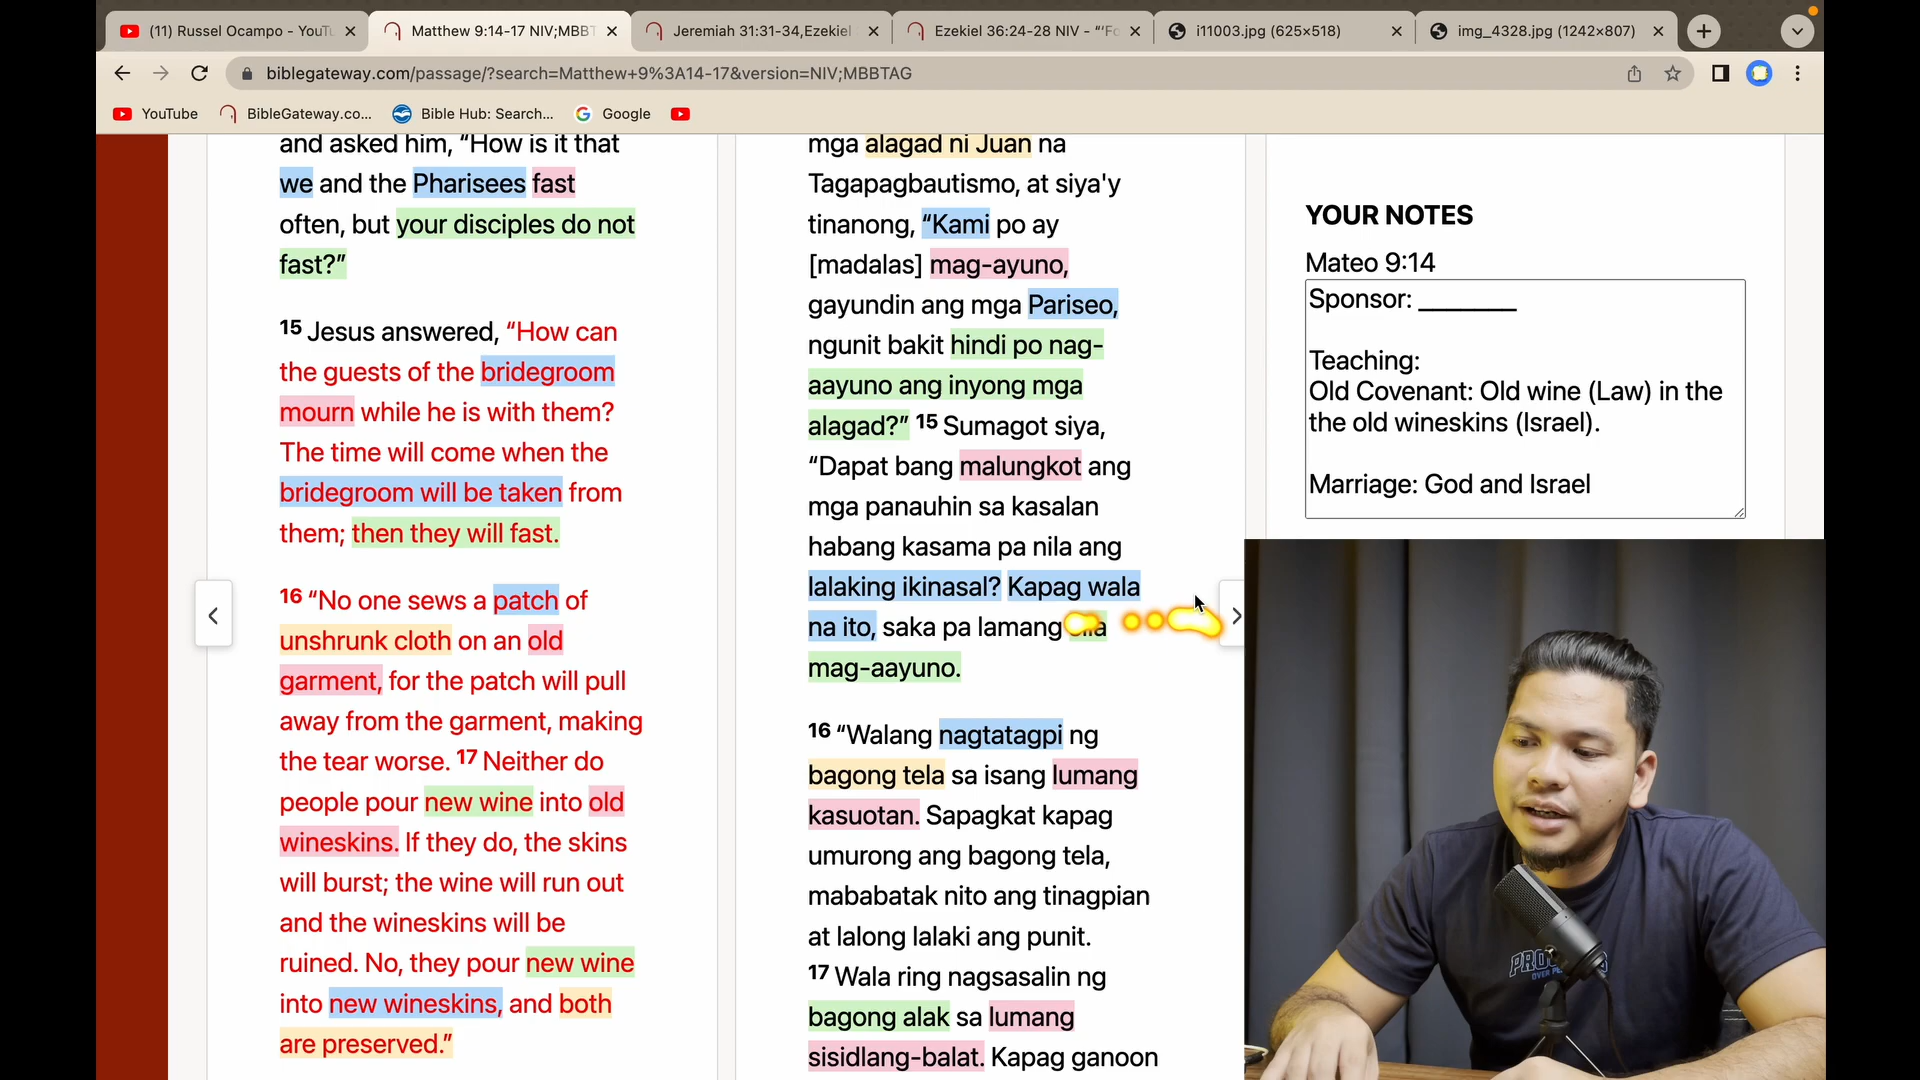 (11) Russel Ocampo - YouTu
Matthew 9:14-17 NIV;MBBT
Jeremiah 31:31-34,Ezekiel
Ezekiel 36:24-28 NIV - “‘Fo
i11003.jpg (625×518)
img_4328.jpg (1242×807)
biblegateway.com/passage/?search=Matthew+9%3A14-17&version=NIV;MBBTAG
YouTube
BibleGateway.co...
Bible Hub: Search...
Google
and asked him, “How is it that
we and the Pharisees fast
often, but your disciples do not
fast?”
15 Jesus answered, “How can
the guests of the bridegroom
mourn while he is with them?
The time will come when the
bridegroom will be taken from
them; then they will fast.
16 “No one sews a patch of
unshrunk cloth on an old
garment, for the patch will pull
away from the garment, making
the tear worse. 17 Neither do
people pour new wine into old
wineskins. If they do, the skins
will burst; the wine will run out
and the wineskins will be
ruined. No, they pour new wine
into new wineskins, and both
are preserved.”
mga alagad ni Juan na
Tagapagbautismo, at siya'y
tinanong, “Kami po ay
[madalas] mag-ayuno,
gayundin ang mga Pariseo,
ngunit bakit hindi po nag-
aayuno ang inyong mga
alagad?” 15 Sumagot siya,
“Dapat bang malungkot ang
mga panauhin sa kasalan
habang kasama pa nila ang
lalaking ikinasal? Kapag wala
na ito, saka pa lamang
mag-aayuno.
16 “Walang nagtatagpi ng
bagong tela sa isang lumang
kasuotan. Sapagkat kapag
umurong ang bagong tela,
mababatak nito ang tinagpian
at lalong lalaki ang punit.
17 Wala ring nagsasalin ng
bagong alak sa lumang
sisidlang-balat. Kapag ganoon
YOUR NOTES
Mateo 9:14
Sponsor: ________
Teaching:
Old Covenant: Old wine (Law) in the
the old wineskins (Israel).
Marriage: God and Israel